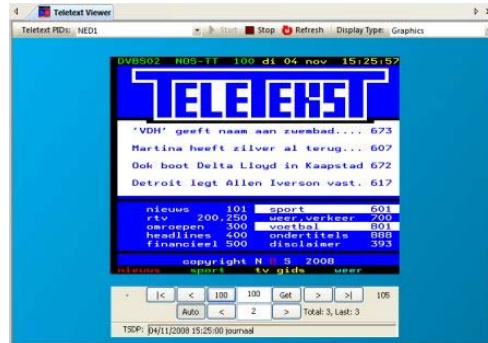 Teletext Viewer
Teletext PIDs: NED1 Start Stop Refresh Display Type: Graphics
DVBS02 NOS-TT 100 di 04 nov 15:25:57
TELETEKST
'VDH' geeft naam aan zwembad.... 673
Martina heeft zilver al terug... 607
Ook boot Delta Lloyd in Kaapstad 672
Detroit legt Allen Iverson vast. 617
nieuws 101 sport 601
rtv 200,250 weer,verkeer 700
omroepen 300 voetbal 801
headlines 400 ondertitels 888
financieel 500 disclaimer 393
copyright N O S 2008
nieuws sport tv gids weer
- |< < 100 100 Get > >| 105
Auto < 2 > Total: 3, Last: 3
TSDP: 04/11/2008 15:25:00 journaal